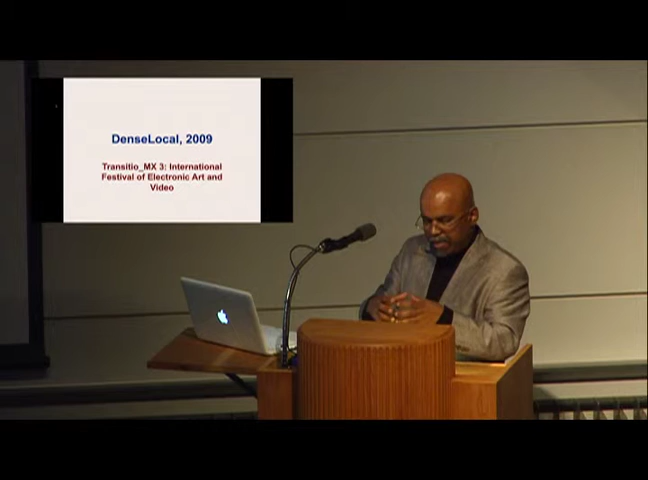 DenseLocal, 2009
Transitio_MX 3: International
Festival of Electronic Art and
Video